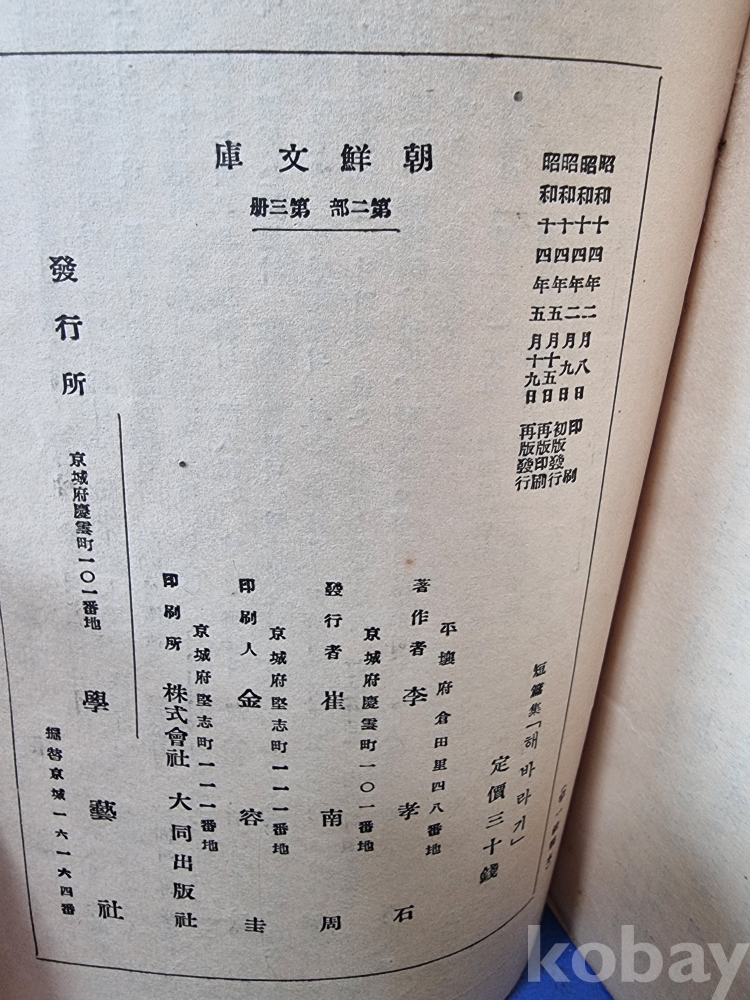 昭和十四年二月八日 印刷
昭和十四年二月九日 初版發行
昭和十四年五月十五日 再版印刷
昭和十四年五月十九日 再版發行
朝鮮文庫
第二部 第三册
短篇集「해바라기」
定價三十錢
平壤府倉田里四八番地
著作者 李孝石
京城府慶雲町一〇一番地
發行者 崔南周
京城府堅志町一一一番地
印刷人 金容圭
京城府堅志町一一一番地
印刷所 株式會社 大同出版社
發行所
京城府慶雲町一〇一番地
學藝社
振替京城一六一六四番
kobay